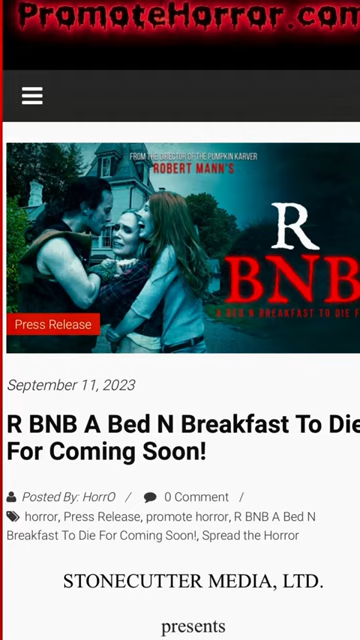 PromoteHorror.com
FROM THE DIRECTOR OF THE PUMPKIN KARVER
ROBERT MANN'S
R
BNB
A BED N BREAKFAST TO DIE F
Press Release
September 11, 2023
R BNB A Bed N Breakfast To Die
For Coming Soon!
Posted By: HorrO / 0 Comment /
horror, Press Release, promote horror, R BNB A Bed N
Breakfast To Die For Coming Soon!, Spread the Horror
STONECUTTER MEDIA, LTD.
presents